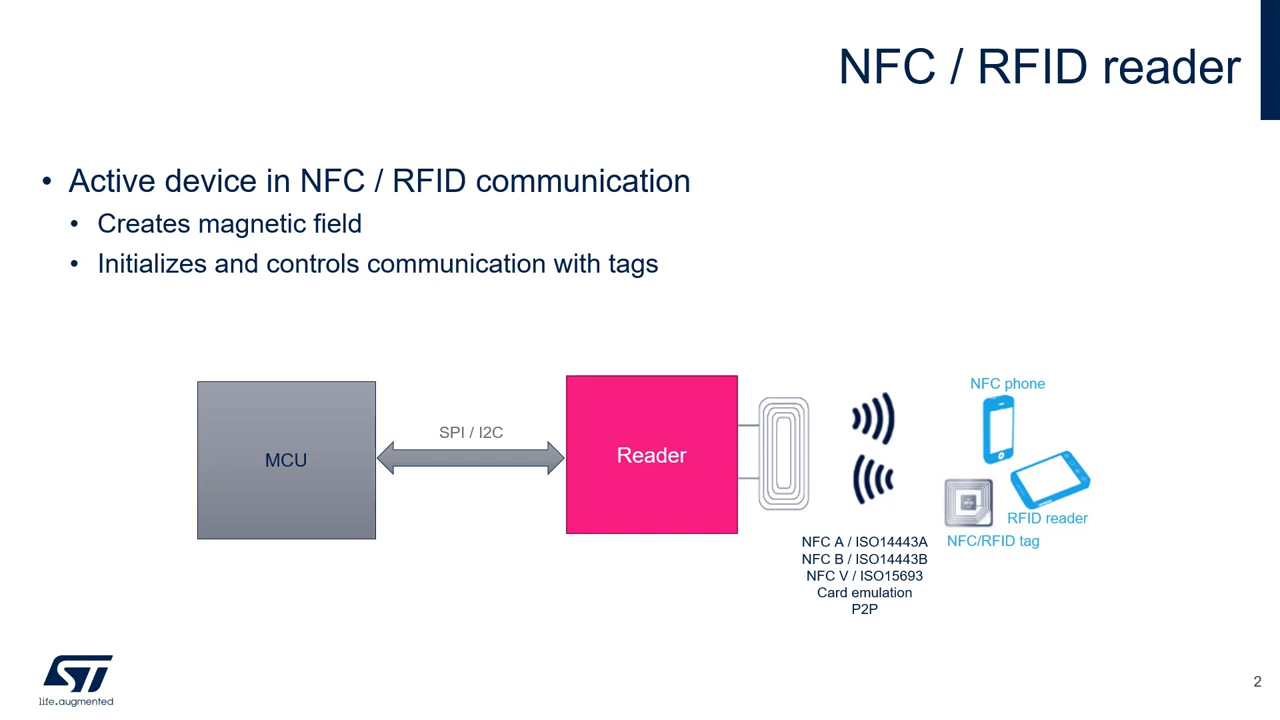 NFC / RFID reader
• Active device in NFC / RFID communication
• Creates magnetic field
• Initializes and controls communication with tags
MCU
SPI / I2C
Reader
NFC phone
RFID reader
NFC/RFID tag
NFC A / ISO14443A
NFC B / ISO14443B
NFC V / ISO15693
Card emulation
P2P
ST
life.augmented
2